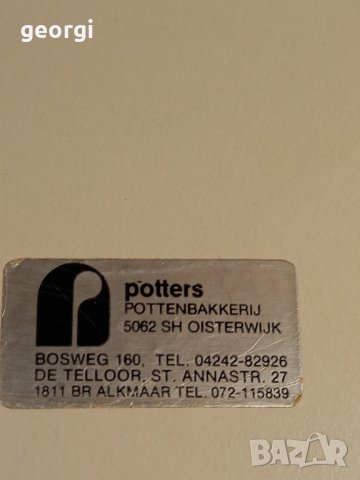 georgi
potters
POTTENBAKKERIJ
5062 SH OISTERWIJK
BOSWEG 160, TEL. 04242-82926
DE TELLOOR, ST. ANNASTR. 27
1811 BR ALKMAAR TEL. 072-115839
BAZAR